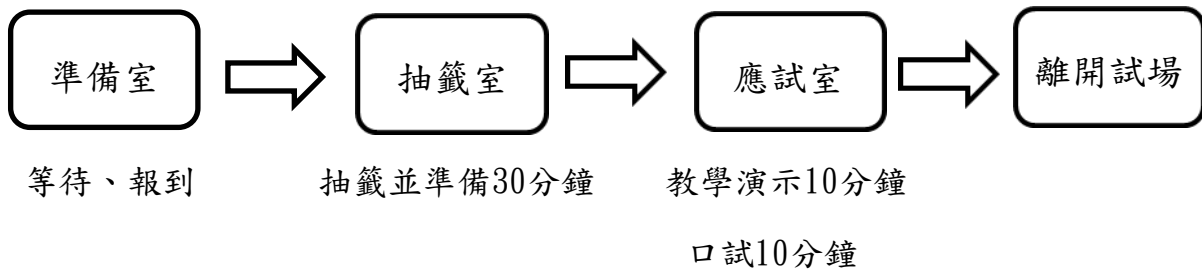 準備室
抽籤室
應試室
離開試場
等待、報到
抽籤並準備30分鐘
教學演示10分鐘
口試10分鐘